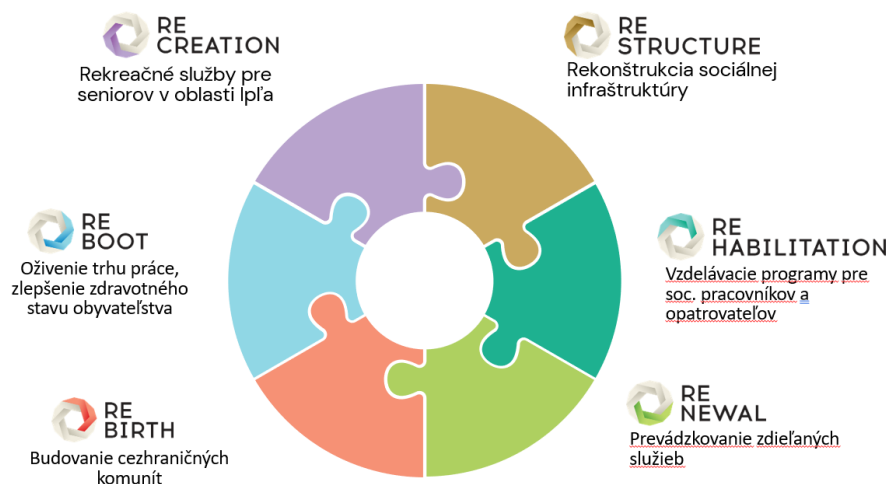 RE
CREATION
Rekreačné služby pre
seniorov v oblasti Ipľa
RE
STRUCTURE
Rekonštrukcia sociálnej
infraštruktúry
RE
BOOT
Oživenie trhu práce,
zlepšenie zdravotného
stavu obyvateľstva
RE
HABILITATION
Vzdelávacie programy pre
soc. pracovníkov a
opatrovateľov
RE
BIRTH
Budovanie cezhraničných
komunít
RE
NEWAL
Prevádzkovanie zdieľaných
služieb